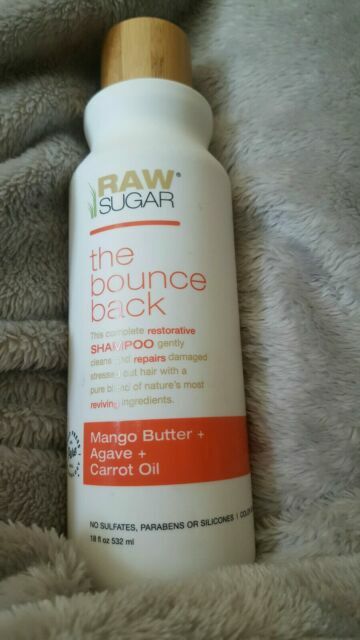 RAW®
SUGAR
the
bounce
back
This complete restorative
SHAMPOO gently
cleans and repairs damaged
stressed out hair with a
pure blend of nature's most
reviving ingredients.
Mango Butter +
Agave +
Carrot Oil
NO SULFATES, PARABENS OR SILICONES |
18 fl oz 532 ml